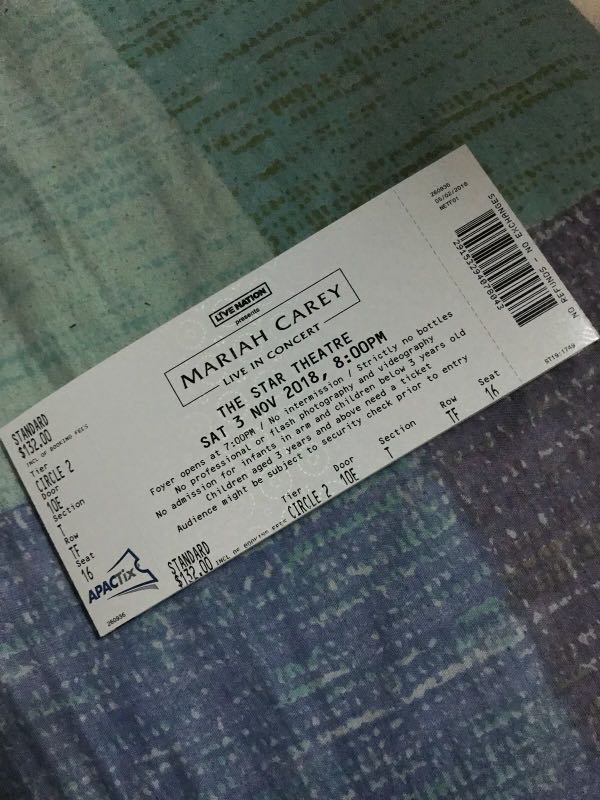 STANDARD
$132.00
INCL OF BOOKING FEES
Tier
CIRCLE 2
Door
10E
Section
T
Row
TF
Seat
16
APACTix
260936
LIVE NATION
presents
MARIAH CAREY
LIVE IN CONCERT
THE STAR THEATRE
SAT 3 NOV 2018, 8:00PM
Foyer opens at 7:00PM / No intermission / Strictly no bottles
No professional or flash photography and videography
No admission for infants in arm and children below 3 years old
Children aged 3 years and above need a ticket
Audience might be subject to security check prior to entry
STANDARD
$132.00
INCL OF BOOKING FEES
Tier
CIRCLE 2
Door
10E
Section
T
Row
TF
Seat
16
260936
NETF01
NO REFUNDS - NO EXCHANGES
ST19:1749